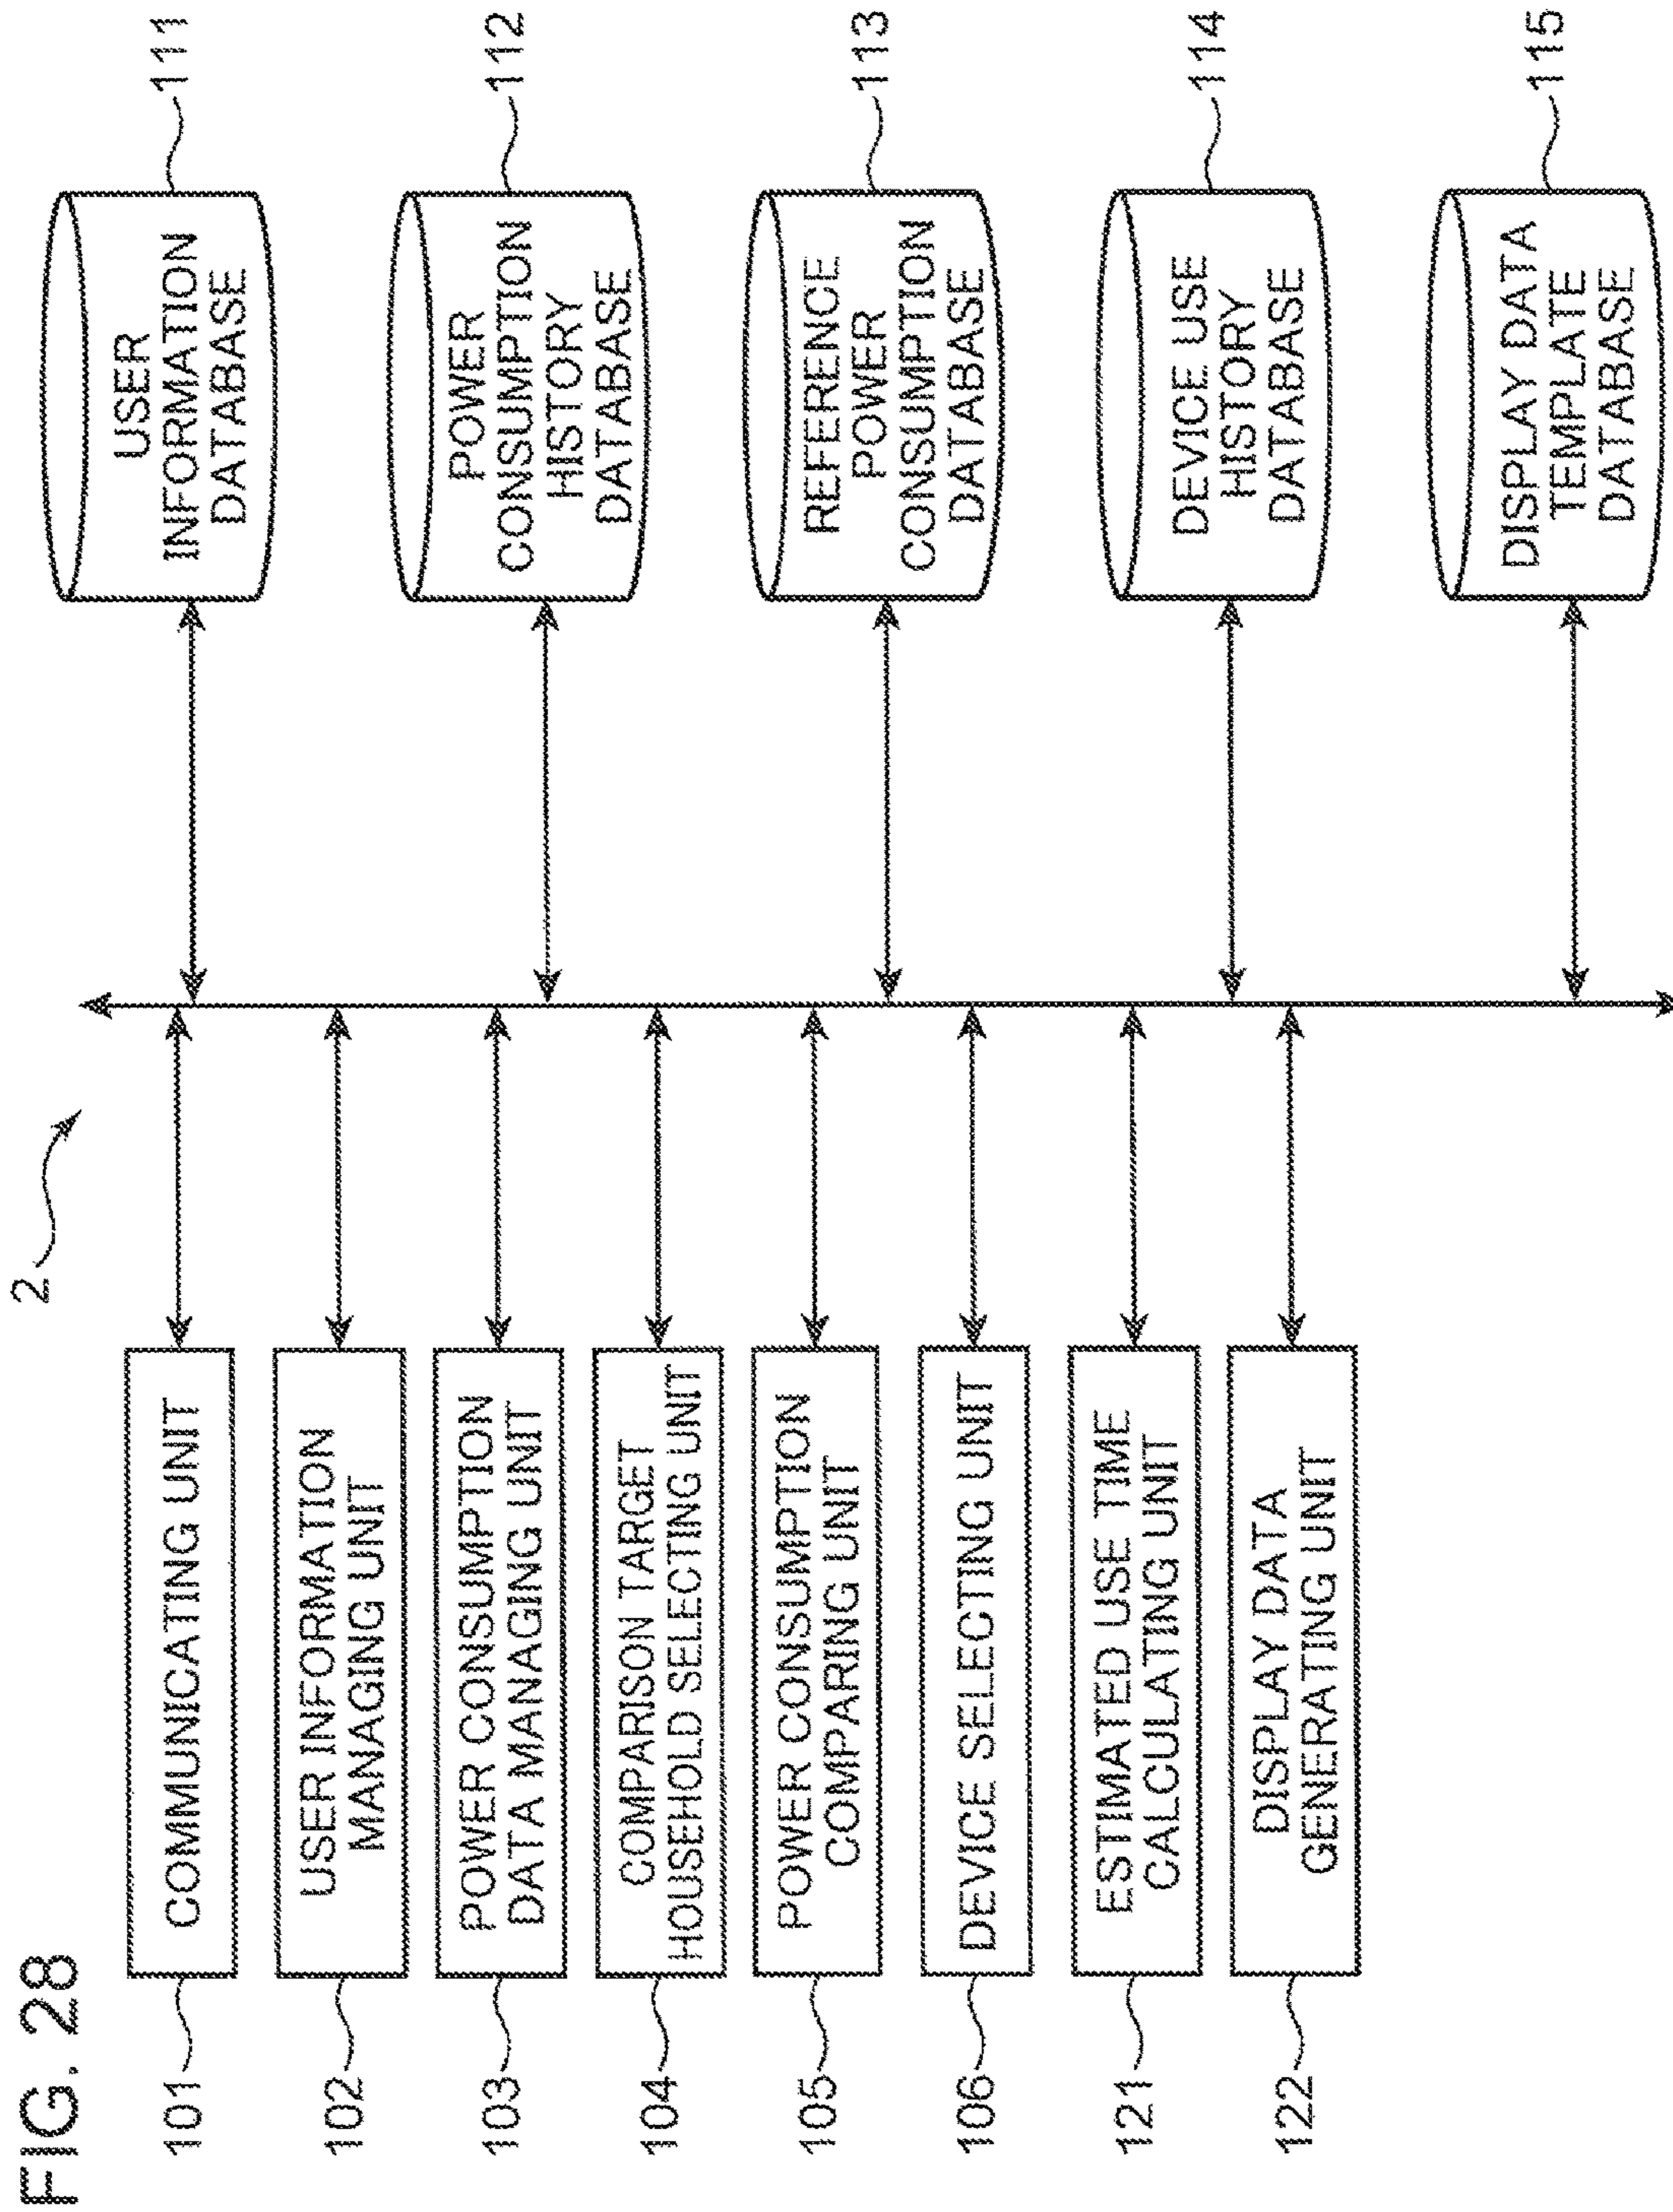 FIG. 28
2
101
COMMUNICATING UNIT
102
USER INFORMATION
MANAGING UNIT
103
POWER CONSUMPTION
DATA MANAGING UNIT
104
COMPARISON TARGET
HOUSEHOLD SELECTING UNIT
105
POWER CONSUMPTION
COMPARING UNIT
106
DEVICE SELECTING UNIT
121
ESTIMATED USE TIME
CALCULATING UNIT
122
DISPLAY DATA
GENERATING UNIT
USER
INFORMATION
DATABASE
111
POWER
CONSUMPTION
HISTORY
DATABASE
112
REFERENCE
POWER
CONSUMPTION
DATABASE
113
DEVICE USE
HISTORY
DATABASE
114
DISPLAY DATA
TEMPLATE
DATABASE
115